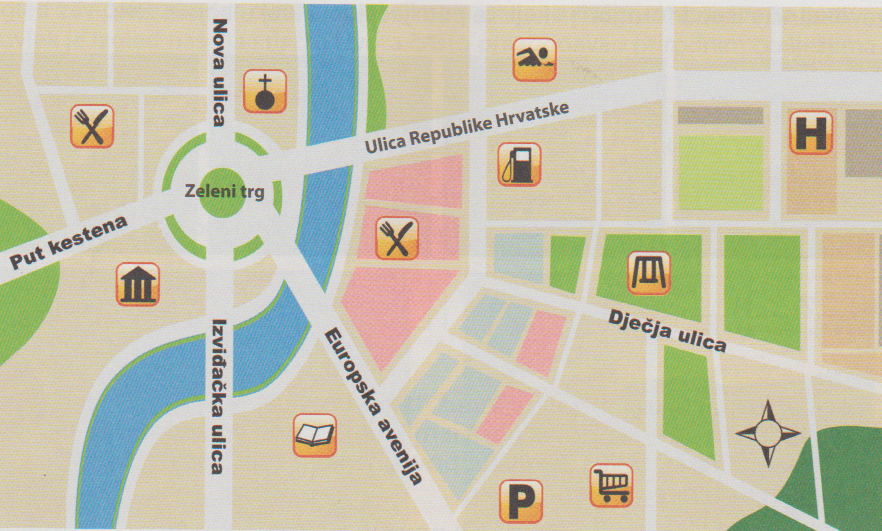 Nova ulica
Ulica Republike Hrvatske
H
Zeleni trg
Put kestena
Dječja ulica
Izviđačka ulica
Europska avenija
P